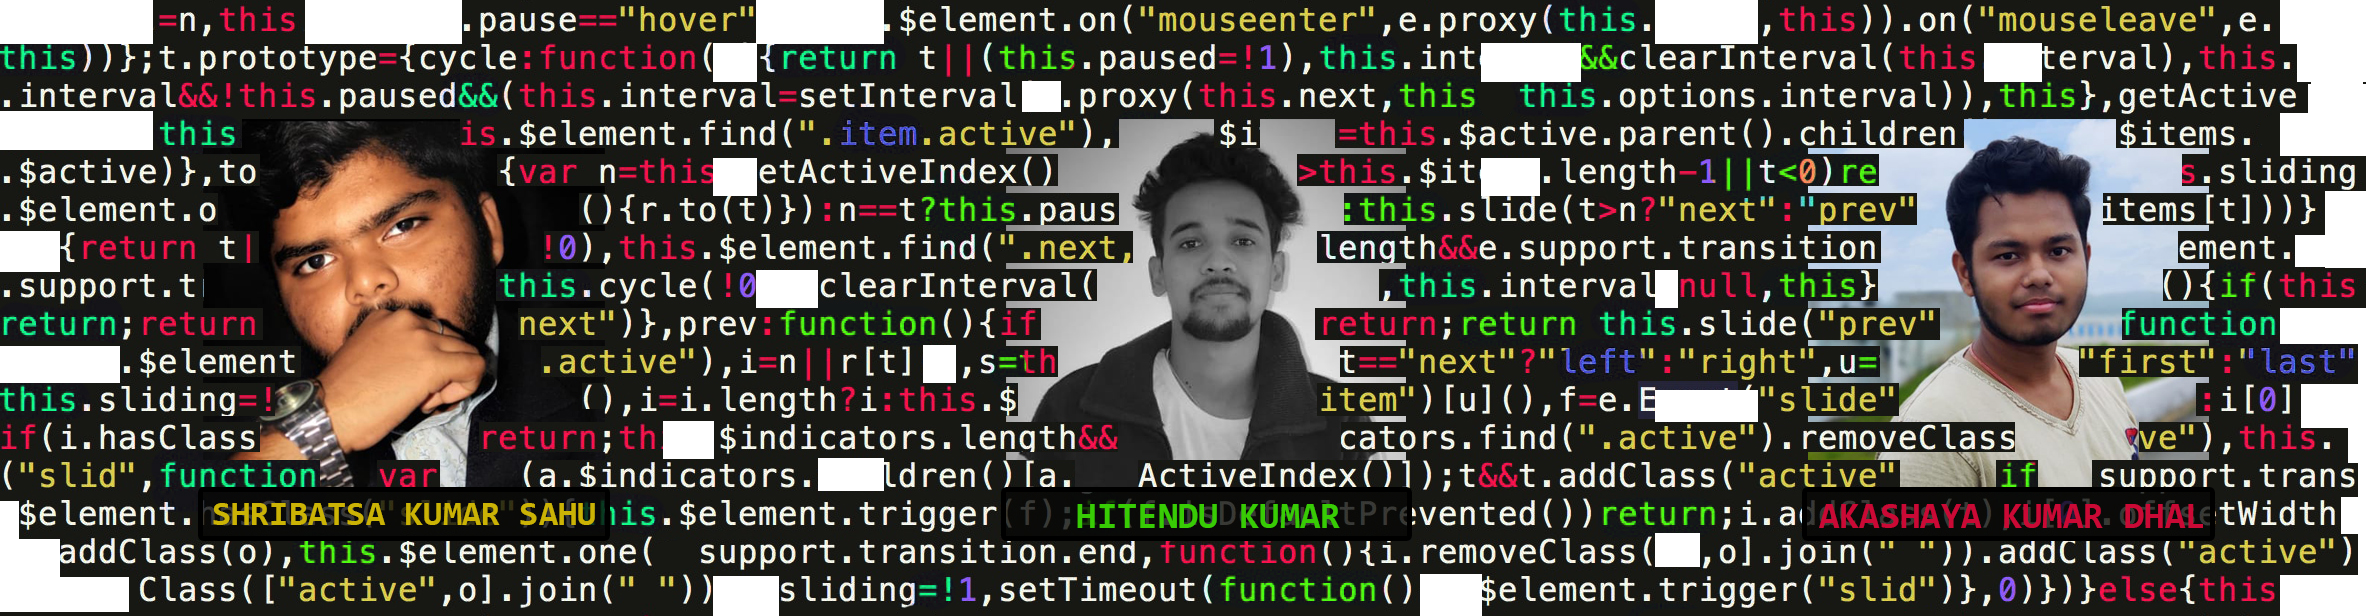 =n,this .pause=="hover" .$element.on("mouseenter",e.proxy(this. ,this)).on("mouseleave",e.
this))};t.prototype={cycle:function( {return t||(this.paused=!1),this.int &&clearInterval(this terval),this.
.interval&&!this.paused&&(this.interval=setInterval .proxy(this.next,this this.options.interval)),this},getActive
this is.$element.find(".item.active"), $i =this.$active.parent().children $items.
.$active)},to {var n=this etActiveIndex() >this.$it .length-1||t<0)re s.sliding
.$element.o (){r.to(t)}):n==t?this.paus :this.slide(t>n?"next":"prev" items[t]))}
{return t| !0),this.$element.find(".next, length&&e.support.transition ement.
.support.t this.cycle(!0 clearInterval( ,this.interval null,this} (){if(this
return;return next")},prev:function(){if return;return this.slide("prev" function
.$element .active"),i=n||r[t] ,s=th t=="next"?"left":"right",u= "first":"last"
this.sliding=! (),i=i.length?i:this.$ item")[u](),f=e.E ("slide" :i[0]
if(i.hasClass return;th $indicators.length&& cators.find(".active").removeClass ve"),this.
("slid",function var (a.$indicators. ldren()[a. ActiveIndex()]);t&&t.addClass("active" if support.trans
$element. SHRIBATSA KUMAR SAHU his.$element.trigger(f); HITENDU KUMAR vented())return;i.a AKASHAYA KUMAR DHAL tWidth
addClass(o),this.$element.one( support.transition.end,function(){i.removeClass( ,o].join(" ")).addClass("active")
Class(["active",o].join(" ")) sliding=!1,setTimeout(function() $element.trigger("slid")},0)})}else{this